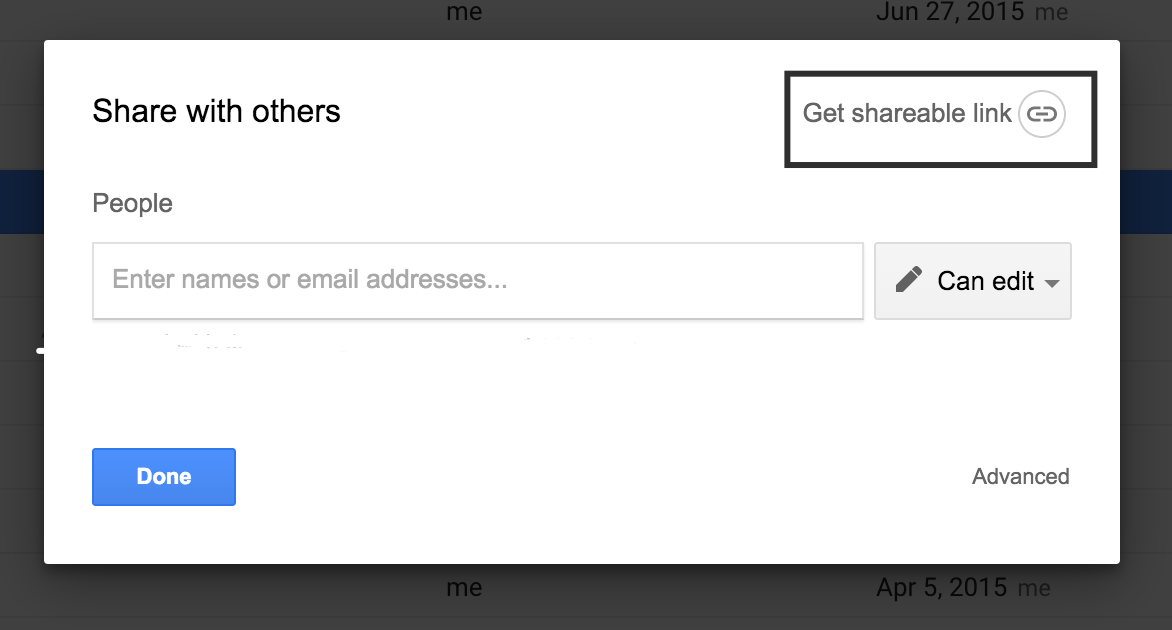 me Jun 27, 2015 me
Share with others Get shareable link
People
Enter names or email addresses... Can edit
Done Advanced
me Apr 5, 2015 me